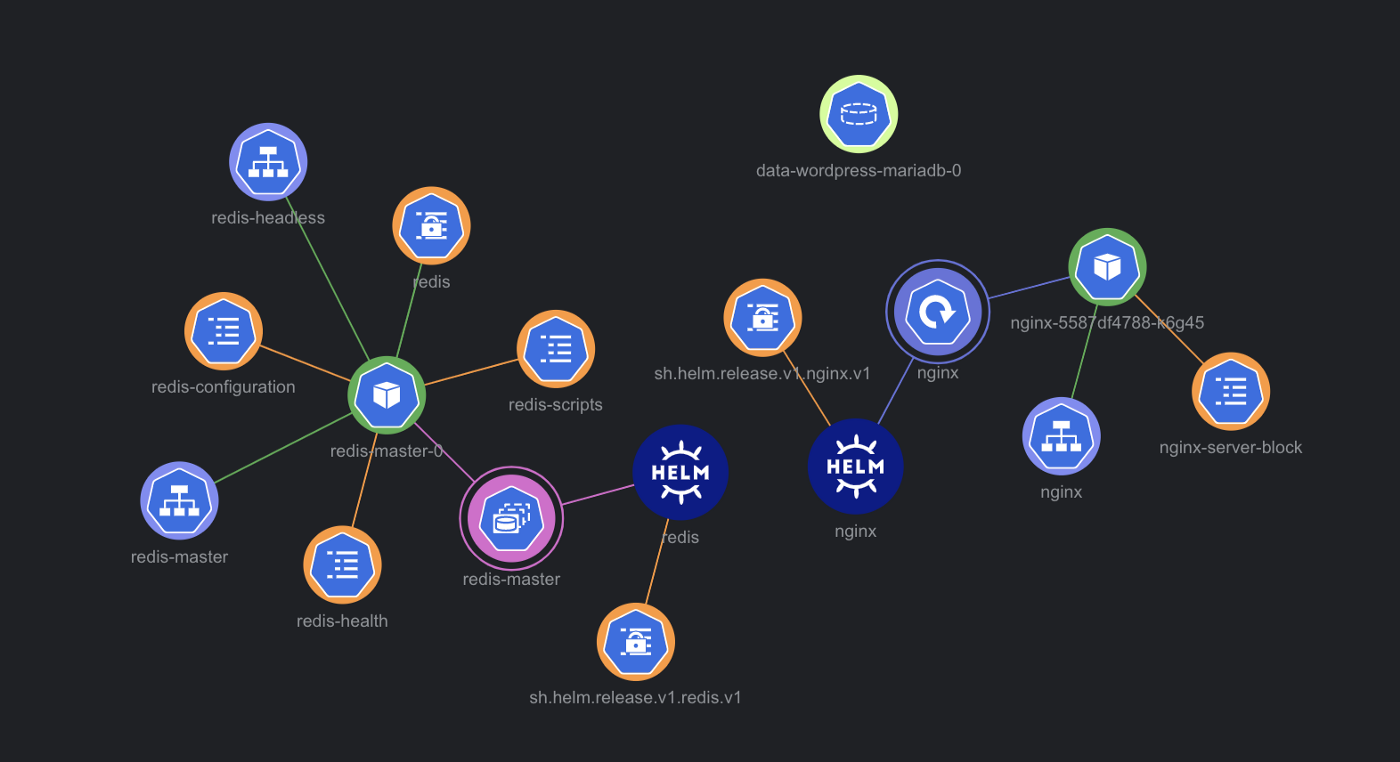 data-wordpress-mariadb-0
redis-headless
redis
nginx-5587df4788-k6g45
sh.helm.release.v1.nginx.v1
nginx
redis-configuration
redis-scripts
redis-master-0
nginx-server-block
HELM
redis
HELM
nginx
nginx
redis-master
redis-master
redis-health
sh.helm.release.v1.redis.v1